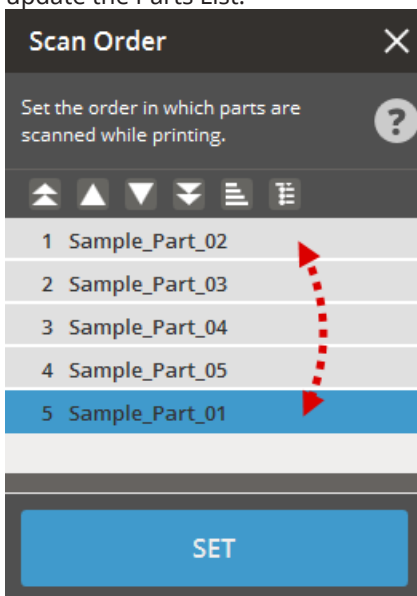 update the Parts List.
Scan Order
Set the order in which parts are
scanned while printing.
?
1 Sample_Part_02
2 Sample_Part_03
3 Sample_Part_04
4 Sample_Part_05
5 Sample_Part_01
SET